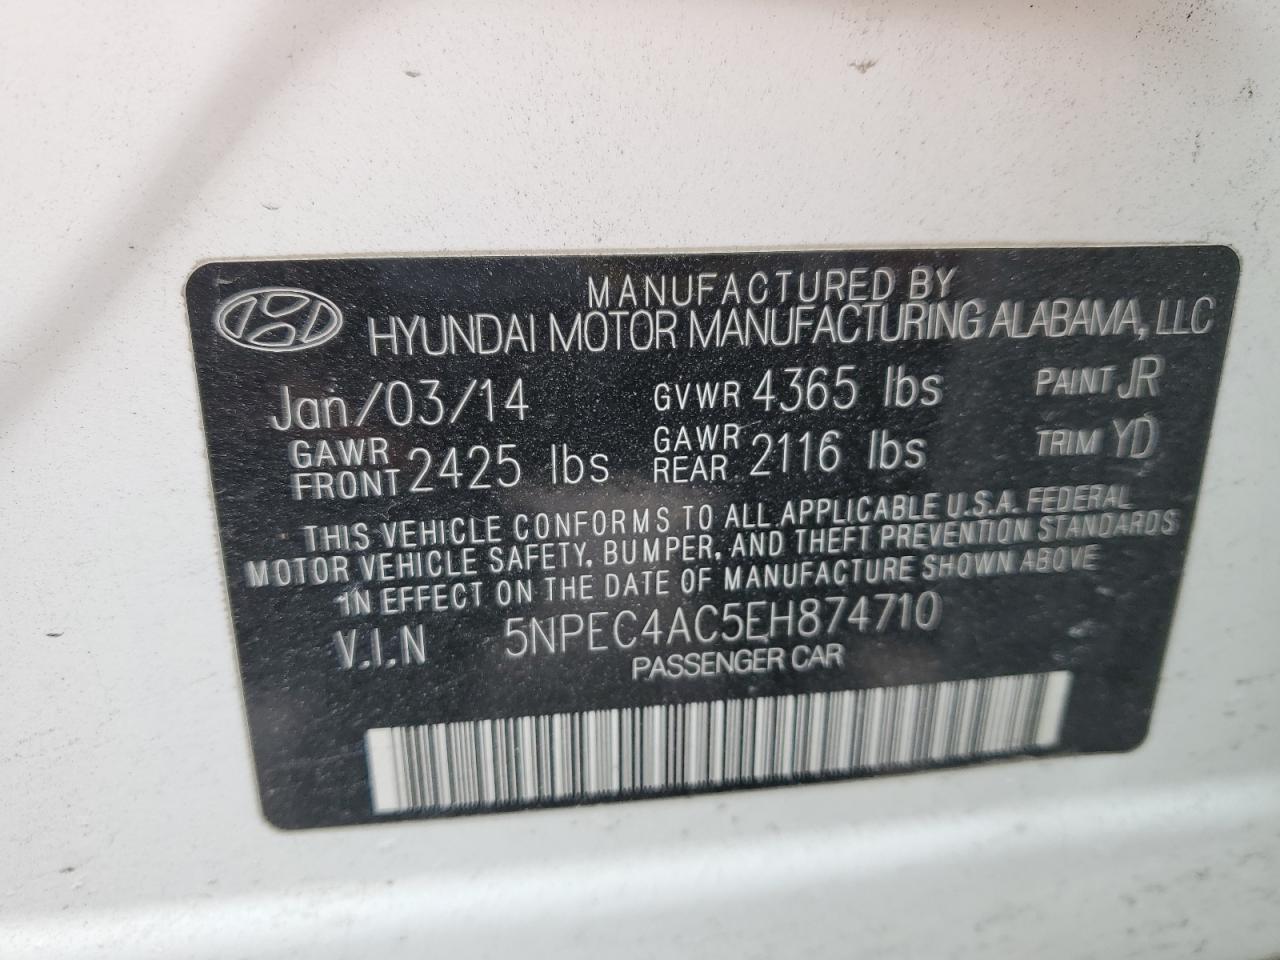 MANUFACTURED BY
HYUNDAI MOTOR MANUFACTURING ALABAMA, LLC
Jan/03/14 GVWR 4365 lbs PAINT JR
GAWR FRONT 2425 lbs GAWR REAR 2116 lbs TRIM YD
THIS VEHICLE CONFORMS TO ALL APPLICABLE U.S.A. FEDERAL
MOTOR VEHICLE SAFETY, BUMPER, AND THEFT PREVENTION STANDARDS
IN EFFECT ON THE DATE OF MANUFACTURE SHOWN ABOVE
V.I.N 5NPEC4AC5EH874710
PASSENGER CAR